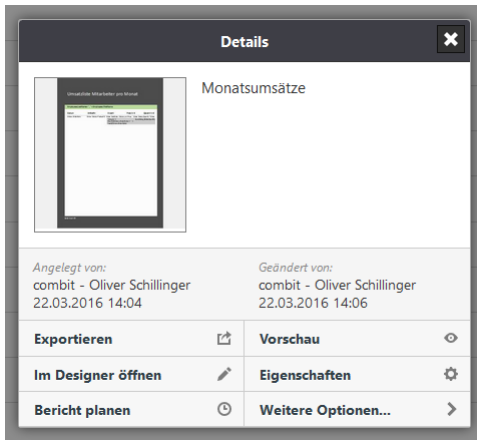 Details
Monatsumsätze
Angelegt von:
combit - Oliver Schillinger
22.03.2016 14:04
Geändert von:
combit - Oliver Schillinger
22.03.2016 14:06
Exportieren
Vorschau
Im Designer öffnen
Eigenschaften
Bericht planen
Weitere Optionen...